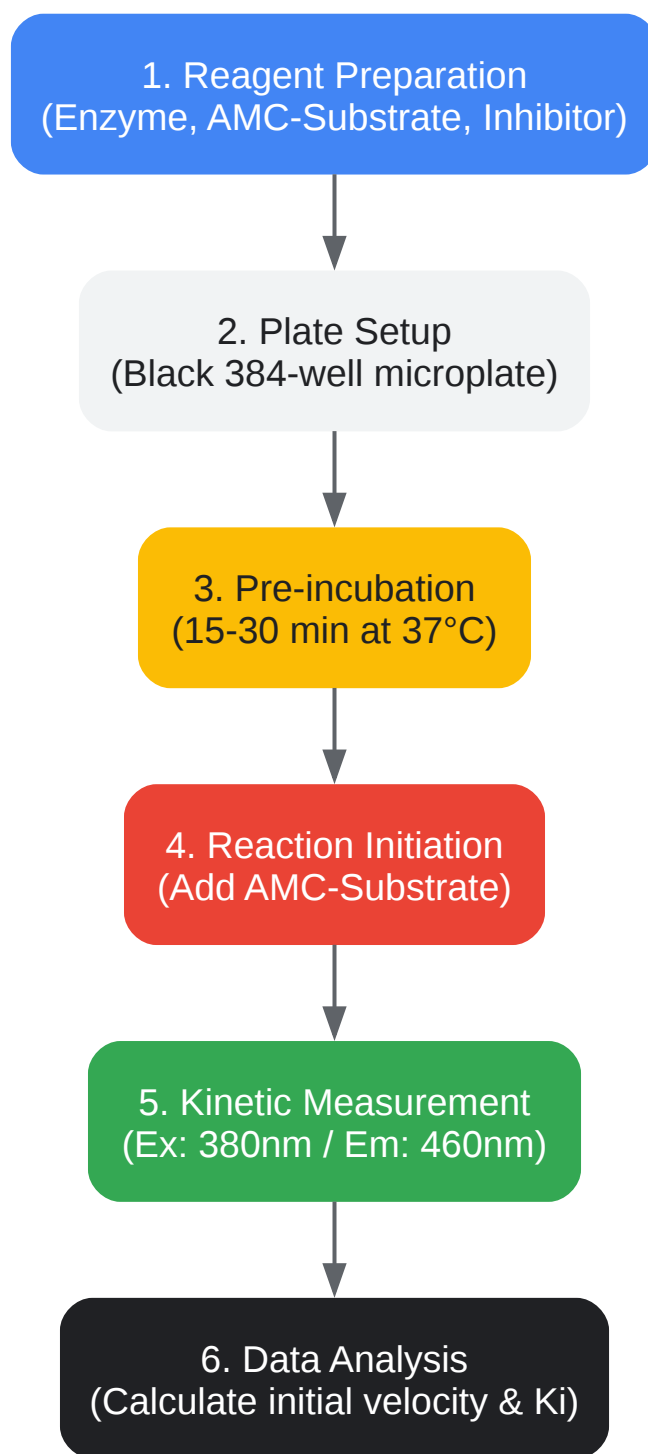 1. Reagent Preparation
(Enzyme, AMC-Substrate, Inhibitor)
2. Plate Setup
(Black 384-well microplate)
3. Pre-incubation
(15-30 min at 37°C)
4. Reaction Initiation
(Add AMC-Substrate)
5. Kinetic Measurement
(Ex: 380nm / Em: 460nm)
6. Data Analysis
(Calculate initial velocity & Ki)